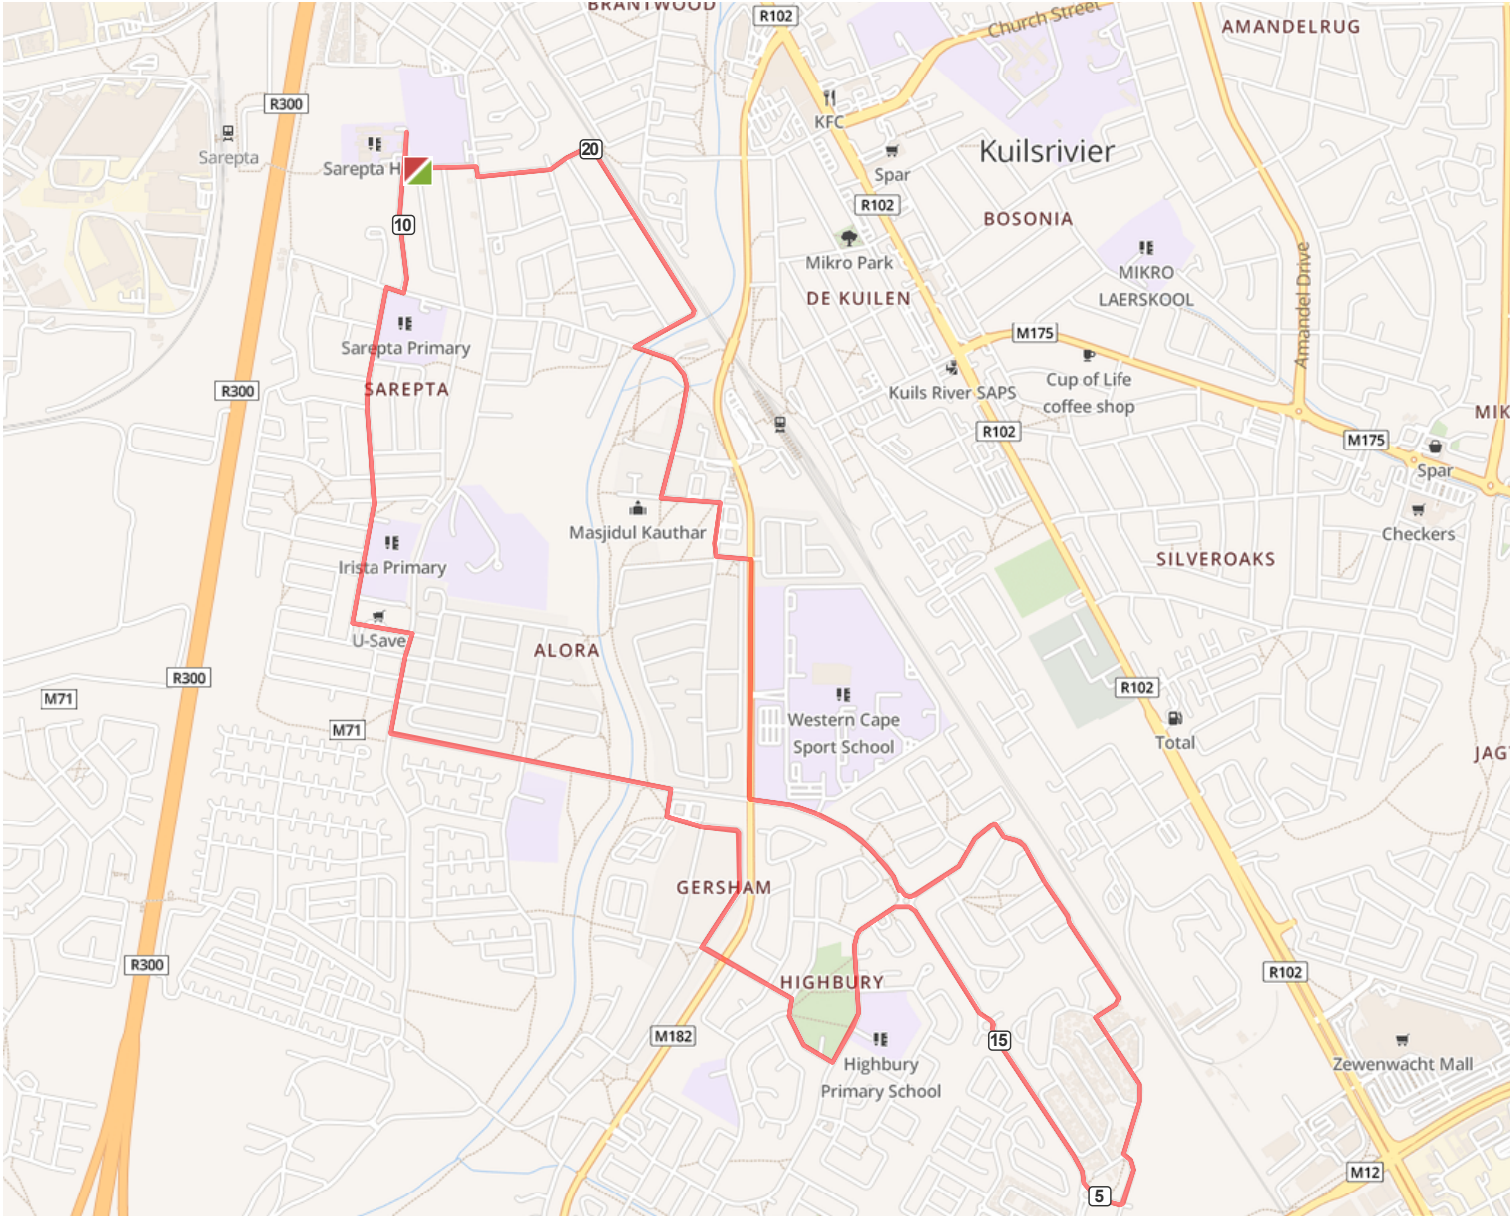 BRANTWOOD
R102
Church Street
AMANDELRUG
R300
KFC
Sarepta
Sarepta H
20
Kuilsrivier
Spar
R102
10
BOSONIA
Mikro Park
MIKRO
LAERSKOOL
DE KUILEN
Amandel Drive
Sarepta Primary
M175
SAREPTA
R300
Kuils River SAPS
Cup of Life
coffee shop
MIK
R102
M175
Spar
Masjidul Kauthar
Checkers
Irista Primary
SILVEROAKS
U-Save
ALORA
R300
M71
R102
M71
Western Cape
Sport School
Total
JAG
GERSHAM
R300
HIGHBURY
R102
M182
15
Highbury
Primary School
Zewenwacht Mall
M12
5